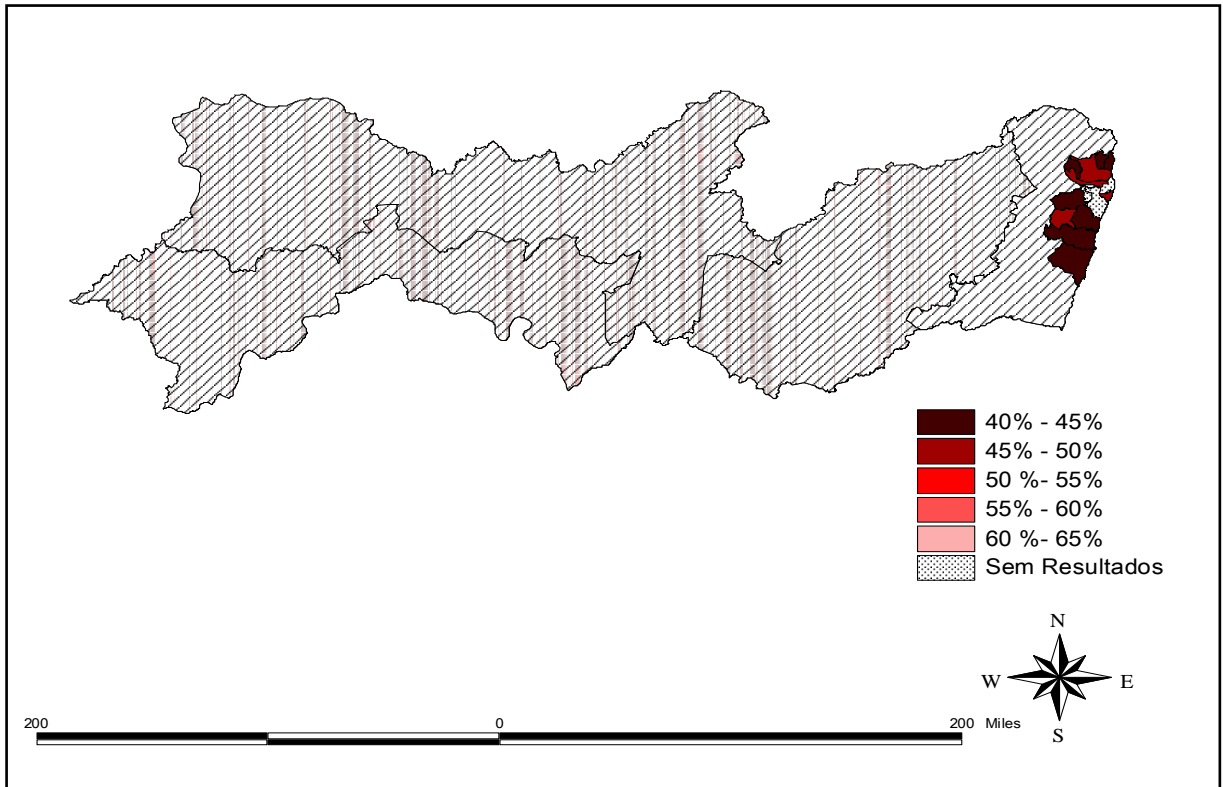 40% - 45%
45% - 50%
50 %- 55%
55% - 60%
60 %- 65%
Sem Resultados
N
W E
S
200 0 200 Miles